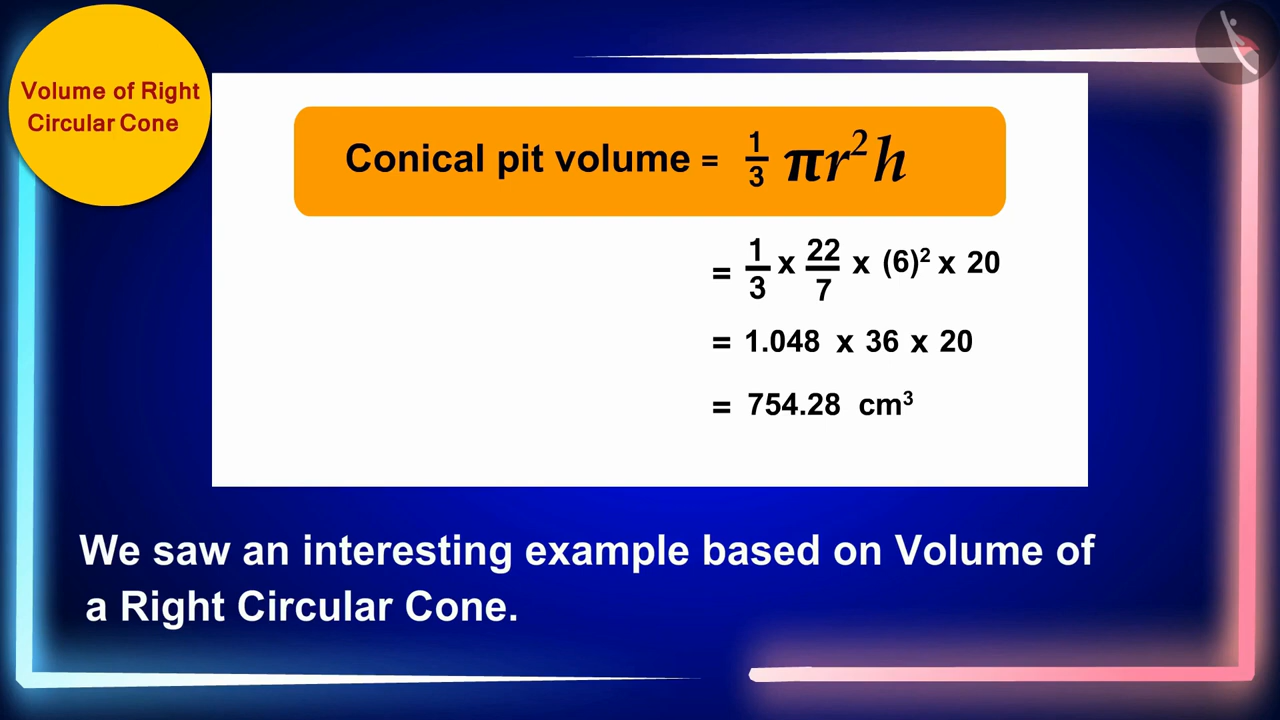 Volume of Right
Circular Cone
Conical pit volume = 1/3 πr²h
= 1/3 x 22/7 x (6)² x 20
= 1.048 x 36 x 20
= 754.28 cm³
We saw an interesting example based on Volume of
a Right Circular Cone.